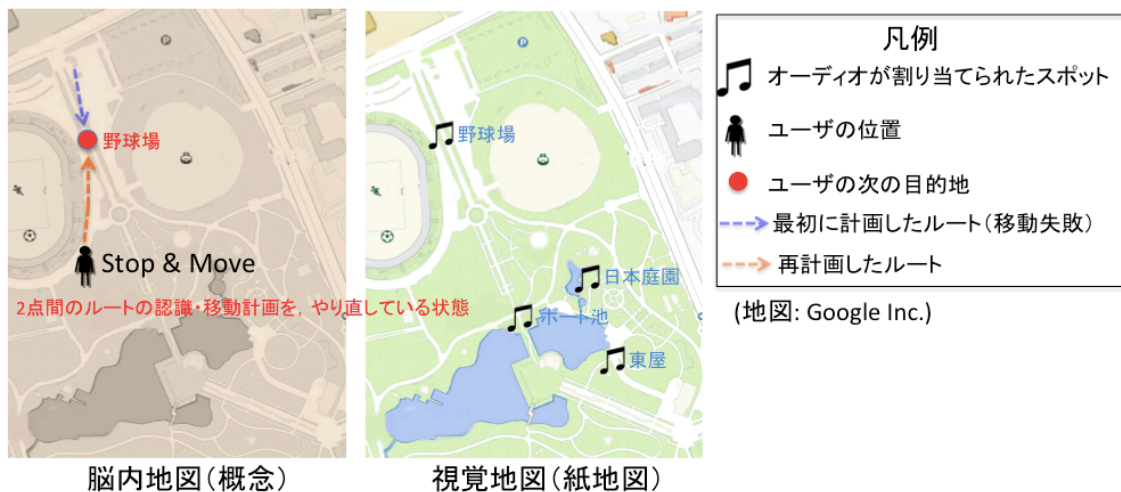 野球場
Stop & Move
2点間のルートの認識・移動計画を，やり直している状態
脳内地図（概念）
P
野球場
日本庭園
ボート池
東屋
視覚地図（紙地図）
凡例
オーディオが割り当てられたスポット
ユーザの位置
ユーザの次の目的地
最初に計画したルート（移動失敗）
再計画したルート
(地図: Google Inc.)